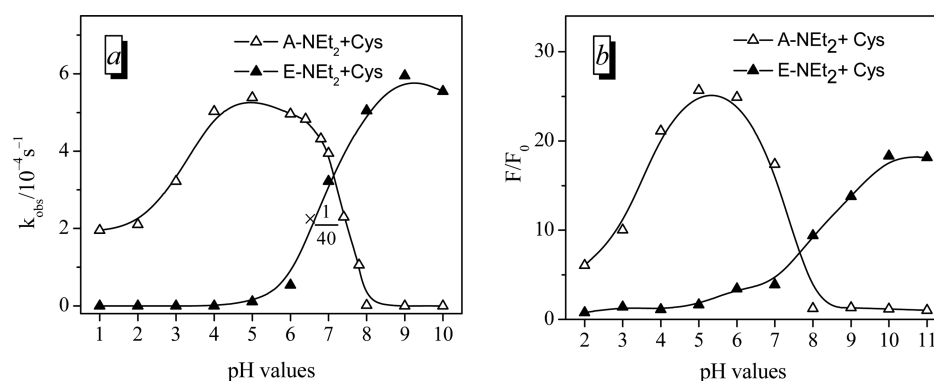 a
A-NEt₂+Cys
E-NEt₂+Cys
k_obs/10⁻⁴ s⁻¹
6
4
2
0
× 1/40
1 2 3 4 5 6 7 8 9 10
pH values
b
A-NEt₂+ Cys
E-NEt₂+ Cys
F/F₀
30
20
10
0
2 3 4 5 6 7 8 9 10 11
pH values